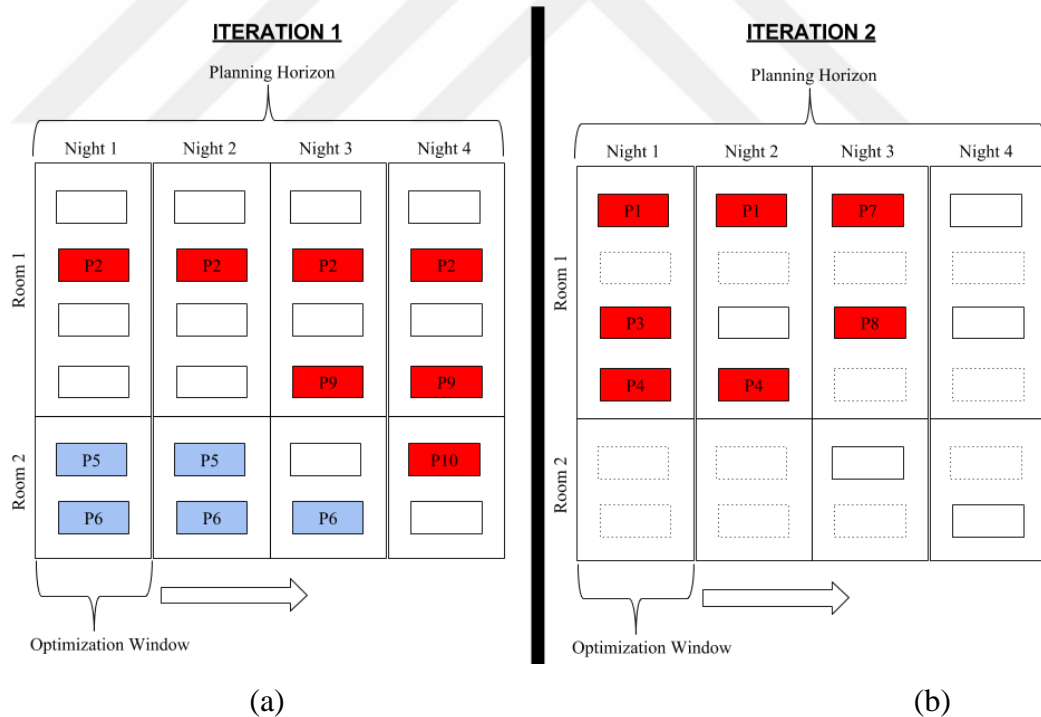 ITERATION 1
Planning Horizon
Night 1 Night 2 Night 3 Night 4
Room 1
P2 P2 P2 P2
P9 P9
Room 2
P5 P5 P10
P6 P6 P6
Optimization Window
(a)
ITERATION 2
Planning Horizon
Night 1 Night 2 Night 3 Night 4
Room 1
P1 P1 P7
P3 P8
P4 P4
Room 2
Optimization Window
(b)